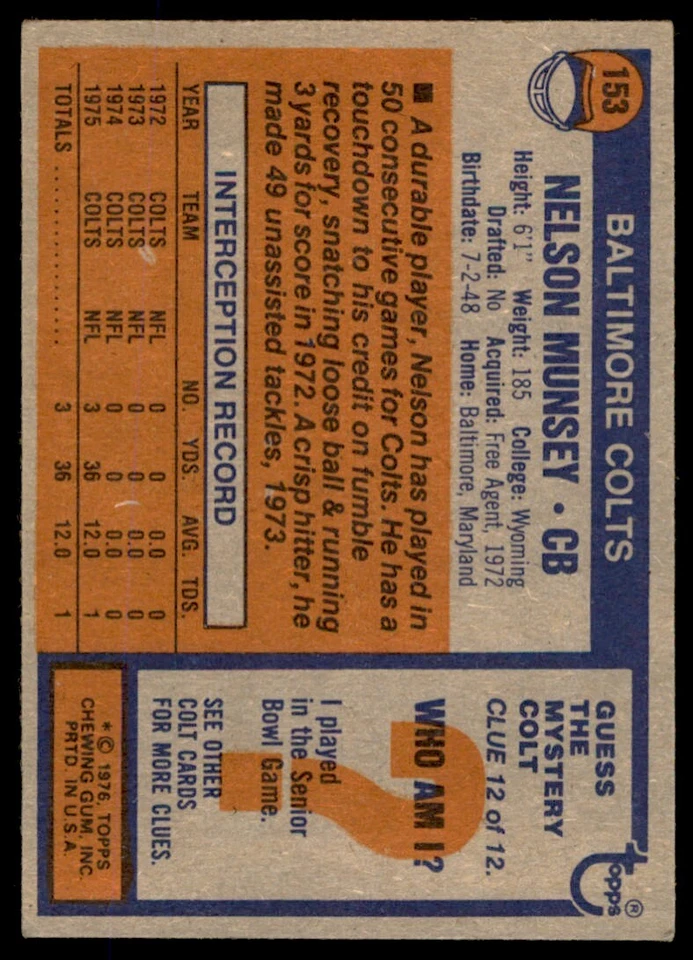 153
BALTIMORE COLTS
NELSON MUNSEY • CB
Height: 6'1" Weight: 185 College: Wyoming
Drafted: No Acquired: Free Agent, 1972
Birthdate: 7-2-48 Home: Baltimore, Maryland
■ A durable player, Nelson has played in
50 consecutive games for Colts. He has a
touchdown to his credit on fumble
recovery, snatching loose ball & running
3 yards for score in 1972. A crisp hitter, he
made 49 unassisted tackles, 1973.
INTERCEPTION RECORD
YEAR TEAM NO. YDS. AVG. TDS.
1972 COLTS NFL 0 0 0.0 0
1973 COLTS NFL 0 0 0.0 0
1974 COLTS NFL 0 0 0.0 0
1975 COLTS NFL 3 36 12.0 1
TOTALS .................... 3 36 12.0 1
topps ®
GUESS
THE
MYSTERY
COLT
CLUE 12 of 12.
WHO AM I?
?
I played
in the Senior
Bowl Game.
SEE OTHER
COLT CARDS
FOR MORE CLUES.
* © 1976, TOPPS
CHEWING GUM, INC.
PRTD. IN U.S.A.